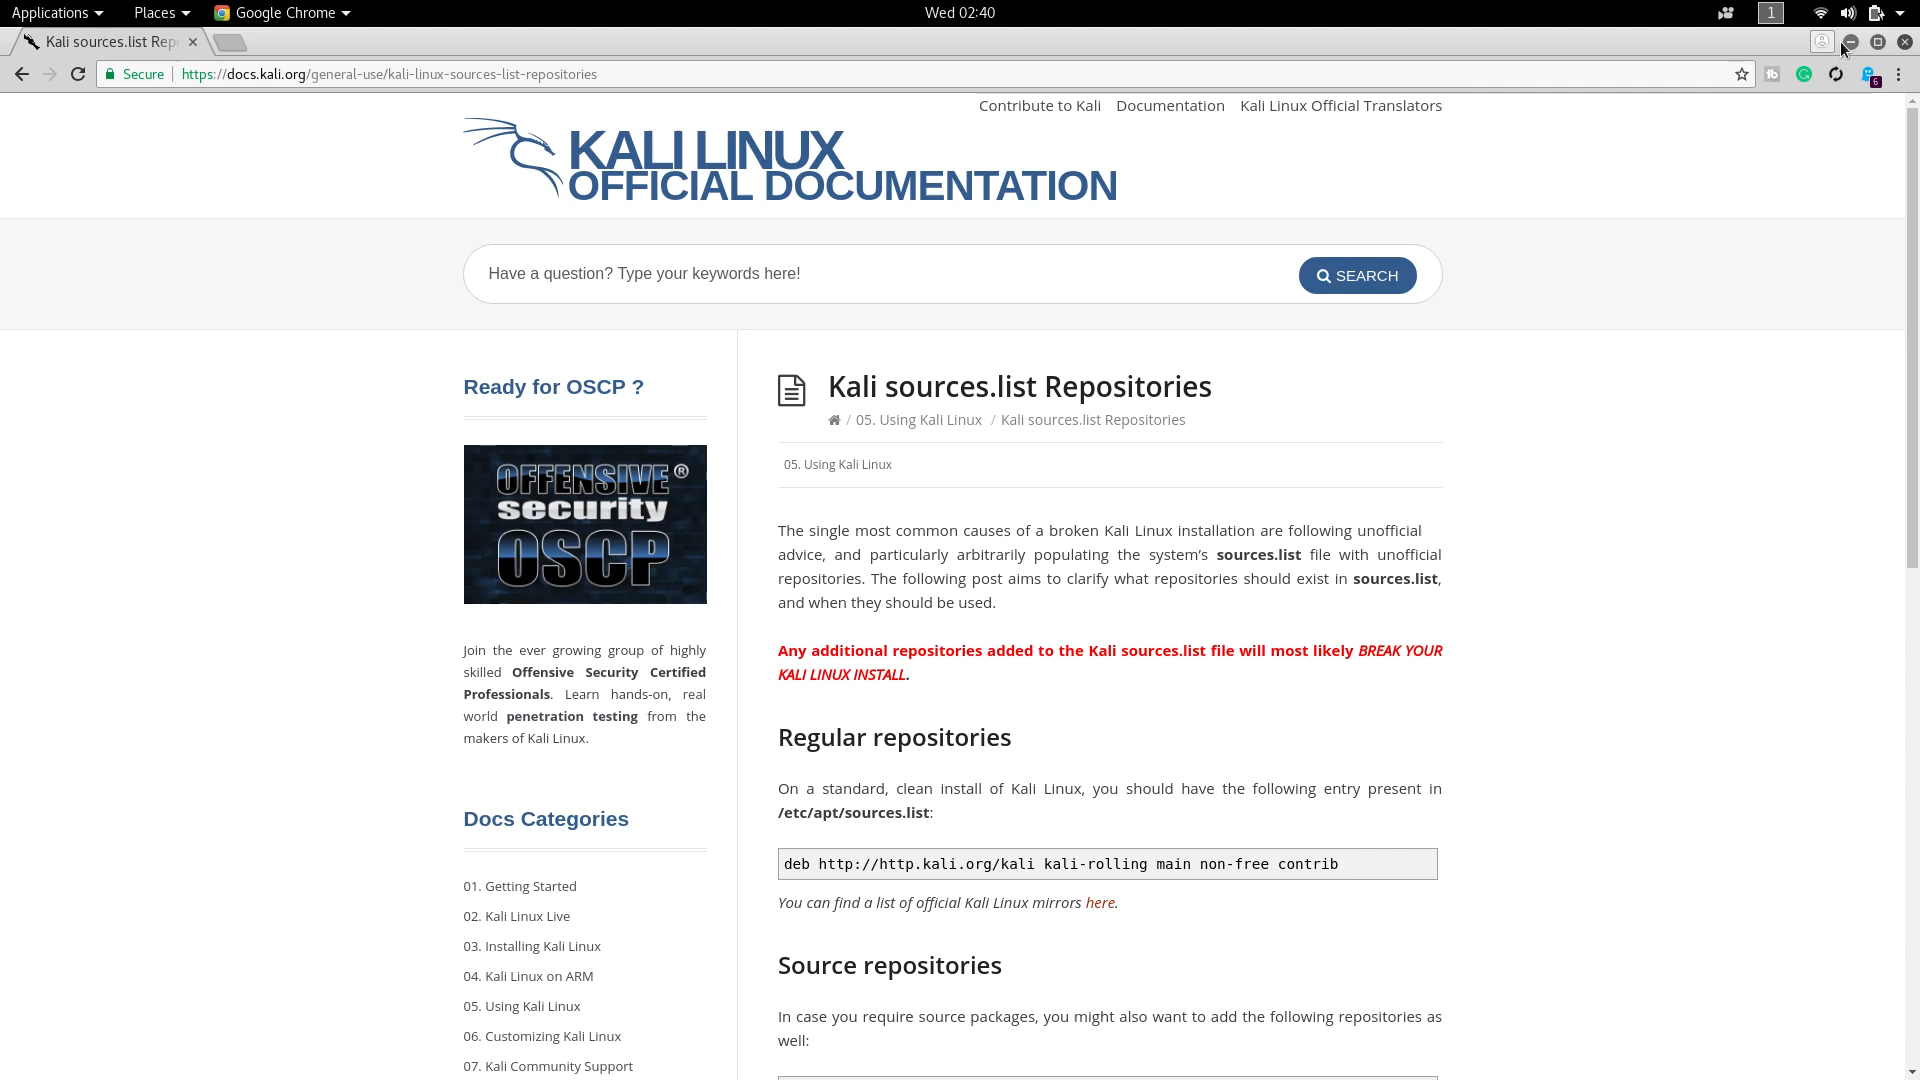 Applications Places Google Chrome Wed 02:40 1
Kali sources.list Rep
Secure https://docs.kali.org/general-use/kali-linux-sources-list-repositories 6
Contribute to Kali Documentation Kali Linux Official Translators
KALI LINUX
OFFICIAL DOCUMENTATION
Have a question? Type your keywords here! SEARCH
Ready for OSCP ?
OFFENSIVE®
security
OSCP
Join the ever growing group of highly
skilled Offensive Security Certified
Professionals. Learn hands-on, real
world penetration testing from the
makers of Kali Linux.
Docs Categories
01. Getting Started
02. Kali Linux Live
03. Installing Kali Linux
04. Kali Linux on ARM
05. Using Kali Linux
06. Customizing Kali Linux
07. Kali Community Support
Kali sources.list Repositories
/ 05. Using Kali Linux / Kali sources.list Repositories
05. Using Kali Linux
The single most common causes of a broken Kali Linux installation are following unofficial
advice, and particularly arbitrarily populating the system’s sources.list file with unofficial
repositories. The following post aims to clarify what repositories should exist in sources.list,
and when they should be used.
Any additional repositories added to the Kali sources.list file will most likely BREAK YOUR
KALI LINUX INSTALL.
Regular repositories
On a standard, clean install of Kali Linux, you should have the following entry present in
/etc/apt/sources.list:
deb http://http.kali.org/kali kali-rolling main non-free contrib
You can find a list of official Kali Linux mirrors here.
Source repositories
In case you require source packages, you might also want to add the following repositories as
well: